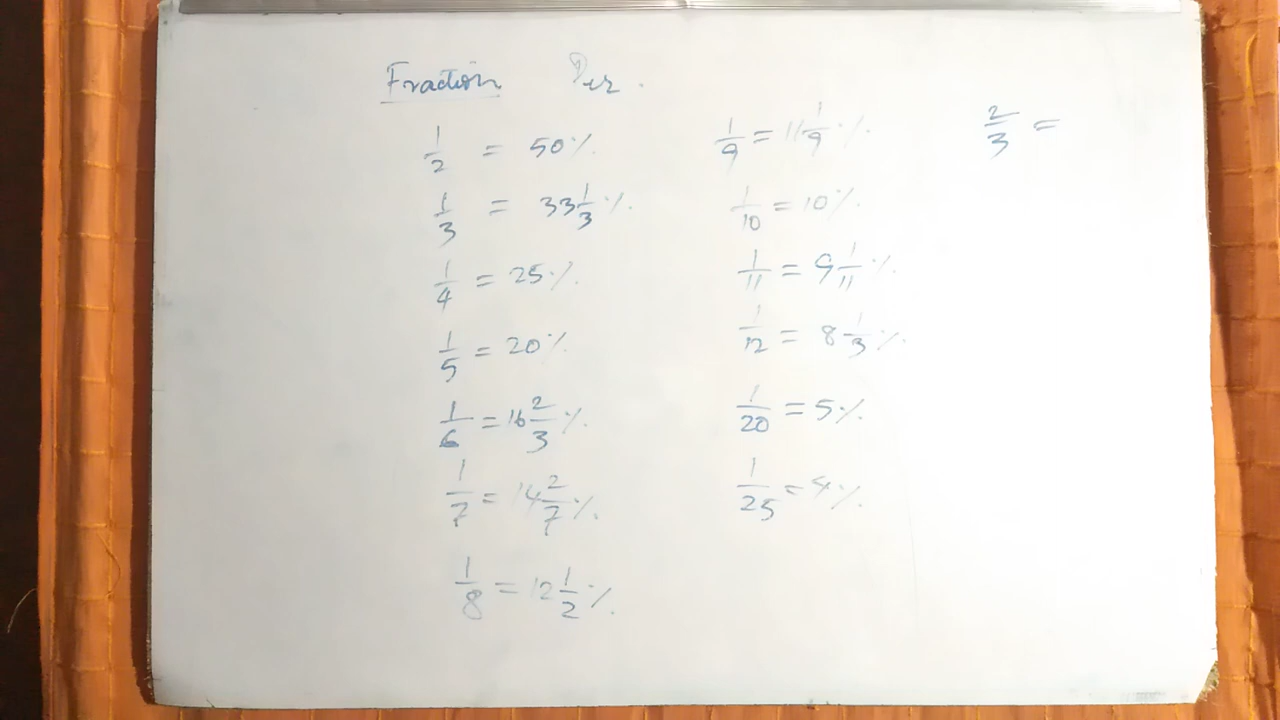 Fraction Per.
1/2 = 50%
1/3 = 33 1/3 %
1/4 = 25%
1/5 = 20%
1/6 = 16 2/3 %
1/7 = 14 2/7 %
1/8 = 12 1/2 %
1/9 = 11 1/9 %
1/10 = 10%
1/11 = 9 1/11 %
1/12 = 8 1/3 %
1/20 = 5%
1/25 = 4%
2/3 =